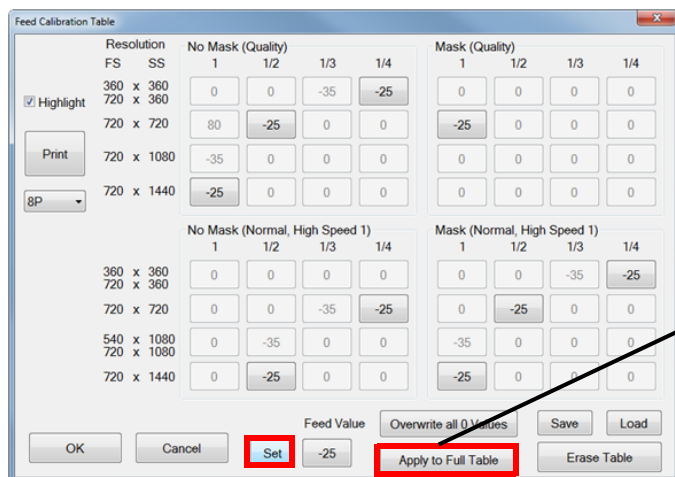 Feed Calibration Table
Resolution
FS SS
No Mask (Quality)
1 1/2 1/3 1/4
Mask (Quality)
1 1/2 1/3 1/4
Highlight
360 x 360
720 x 360
0 0 -35 -25
0 0 0 0
720 x 720
80 -25 0 0
-25 0 0 0
Print
720 x 1080
-35 0 0 0
0 0 0 0
8P
720 x 1440
-25 0 0 0
0 0 0 0
No Mask (Normal, High Speed 1)
1 1/2 1/3 1/4
Mask (Normal, High Speed 1)
1 1/2 1/3 1/4
360 x 360
720 x 360
0 0 0 0
0 0 -35 -25
720 x 720
0 0 -35 -25
0 -25 0 0
540 x 1080
720 x 1080
0 -35 0 0
-35 0 0 0
720 x 1440
0 -25 0 0
-25 0 0 0
Feed Value
Overwrite all 0 Values
Save
Load
OK
Cancel
Set
-25
Apply to Full Table
Erase Table